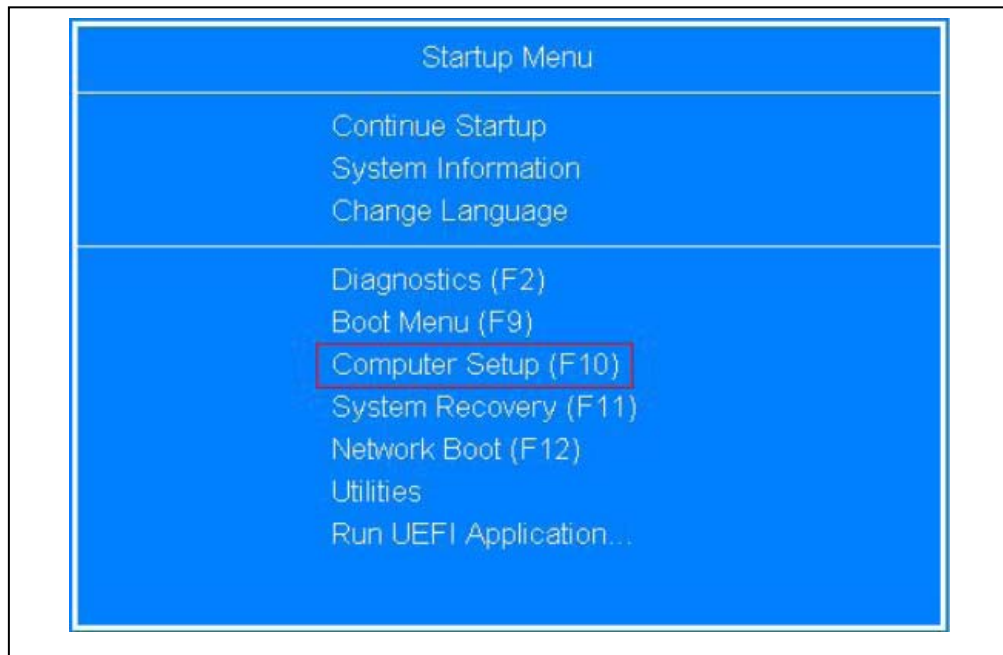 Startup Menu
Continue Startup
System Information
Change Language
Diagnostics (F2)
Boot Menu (F9)
Computer Setup (F10)
System Recovery (F11)
Network Boot (F12)
Utilities
Run UEFI Application...